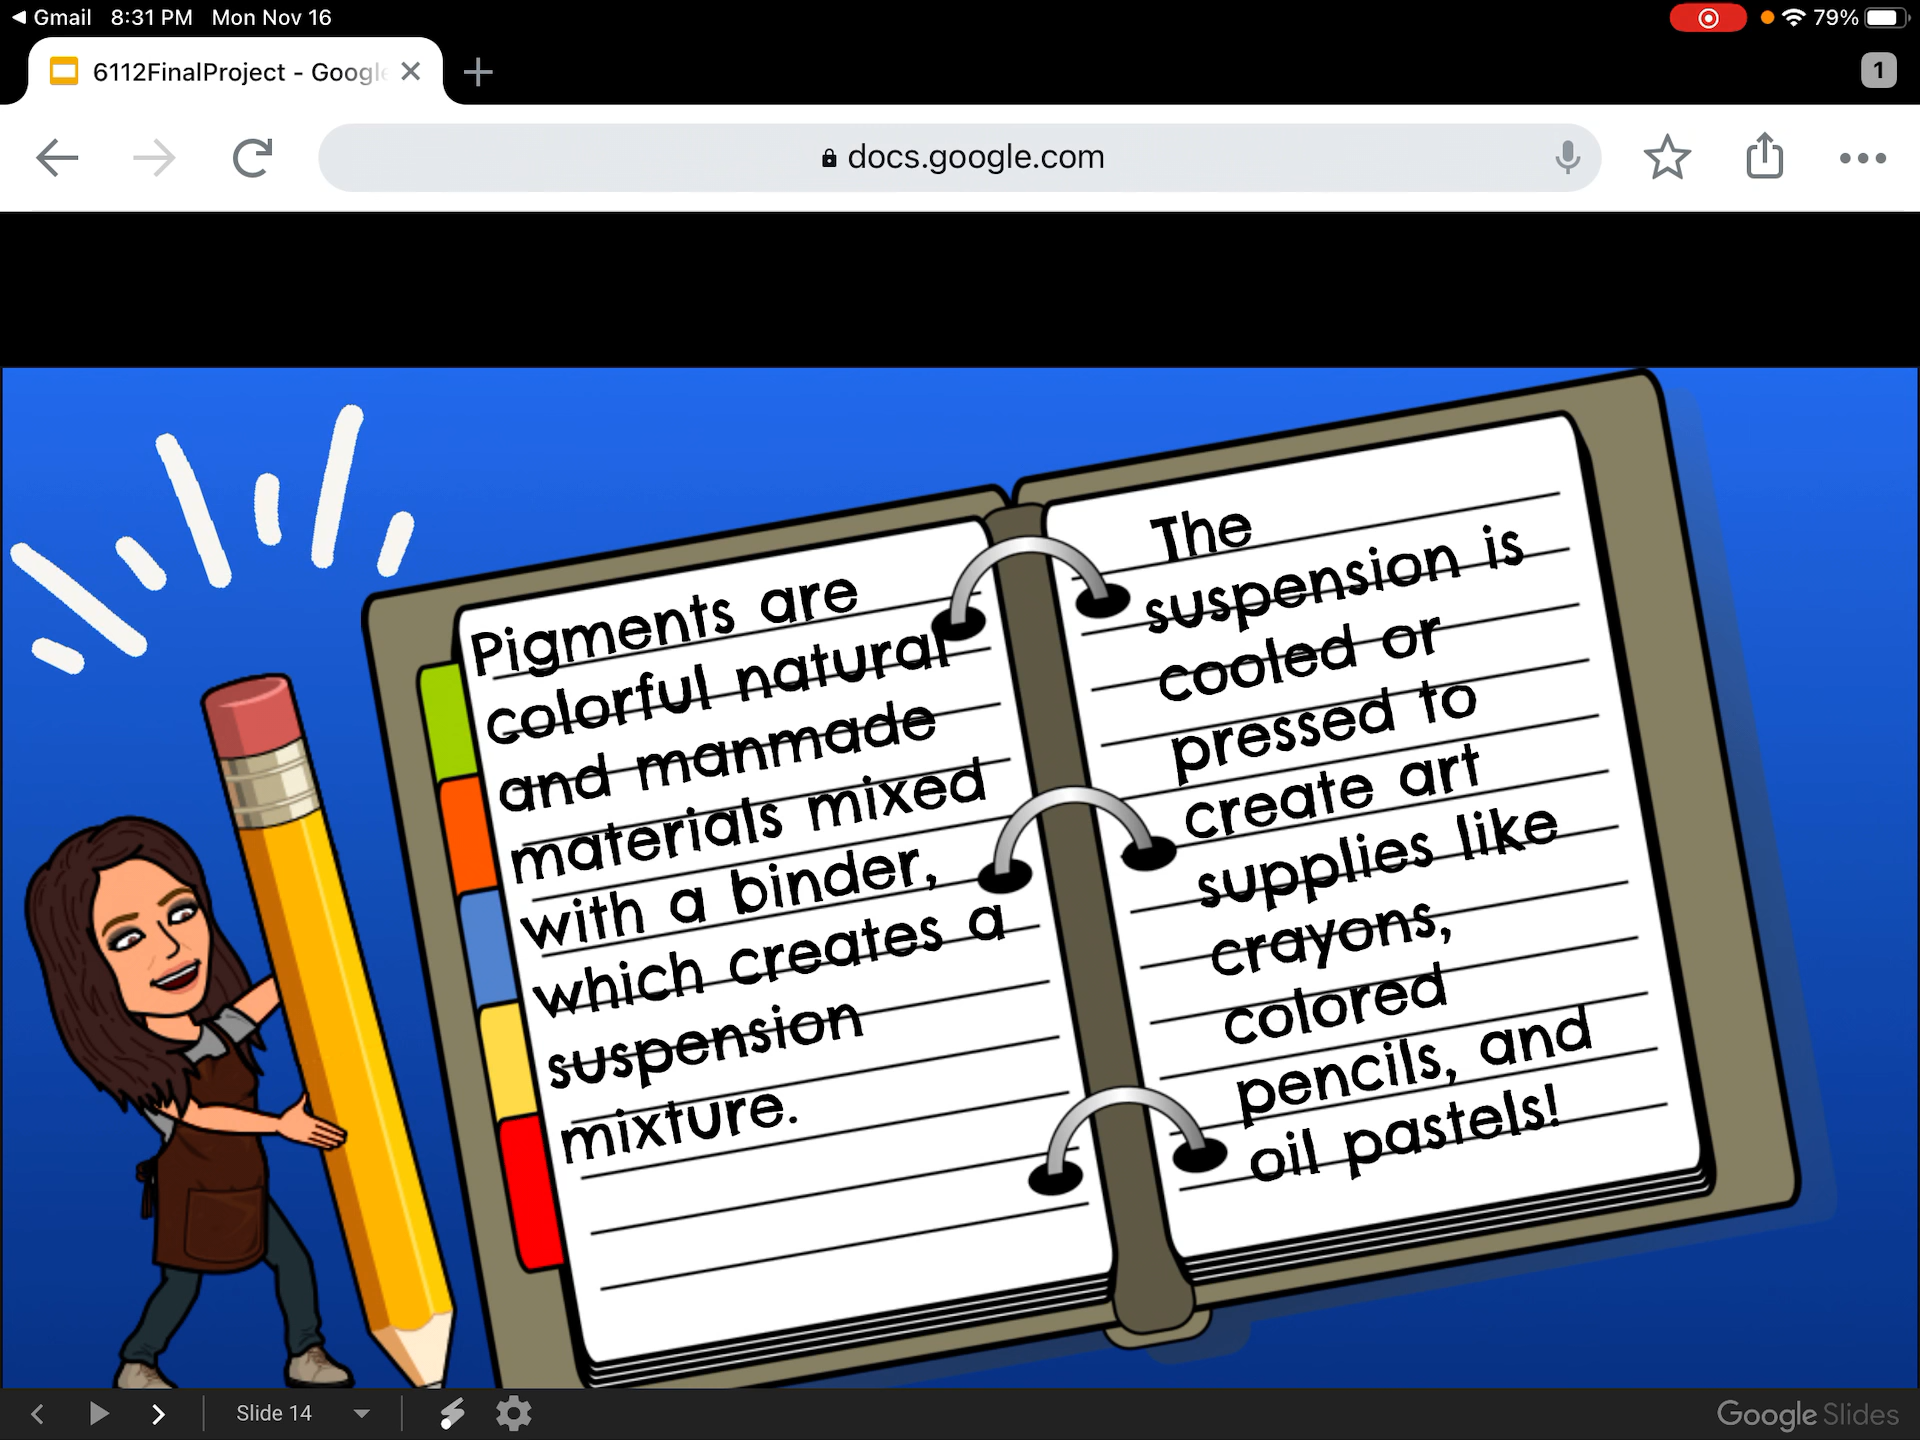 Gmail 8:31 PM Mon Nov 16
79%
6112FinalProject - Google
1
docs.google.com
Pigments are
colorful natural
and manmade
materials mixed
with a binder,
which creates a
suspension
mixture.
The
suspension is
cooled or
pressed to
create art
supplies like
crayons,
colored
pencils, and
oil pastels!
Slide 14
Google Slides